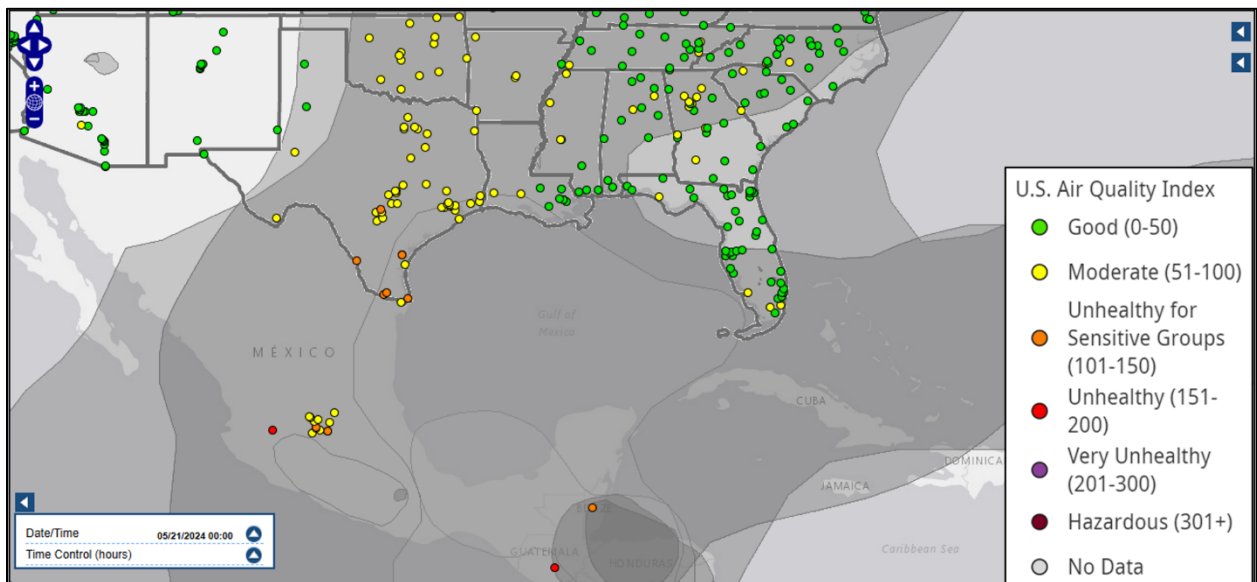 U.S. Air Quality Index
Good (0-50)
Moderate (51-100)
Unhealthy for
Sensitive Groups
(101-150)
Unhealthy (151-
200)
Very Unhealthy
(201-300)
Hazardous (301+)
No Data
Gulf of
Mexico
MÉXICO
CUBA
JAMAICA
DOMINICA
BELIZE
GUATEMALA
HONDURAS
Caribbean Sea
Date/Time 05/21/2024 00:00
Time Control (hours)